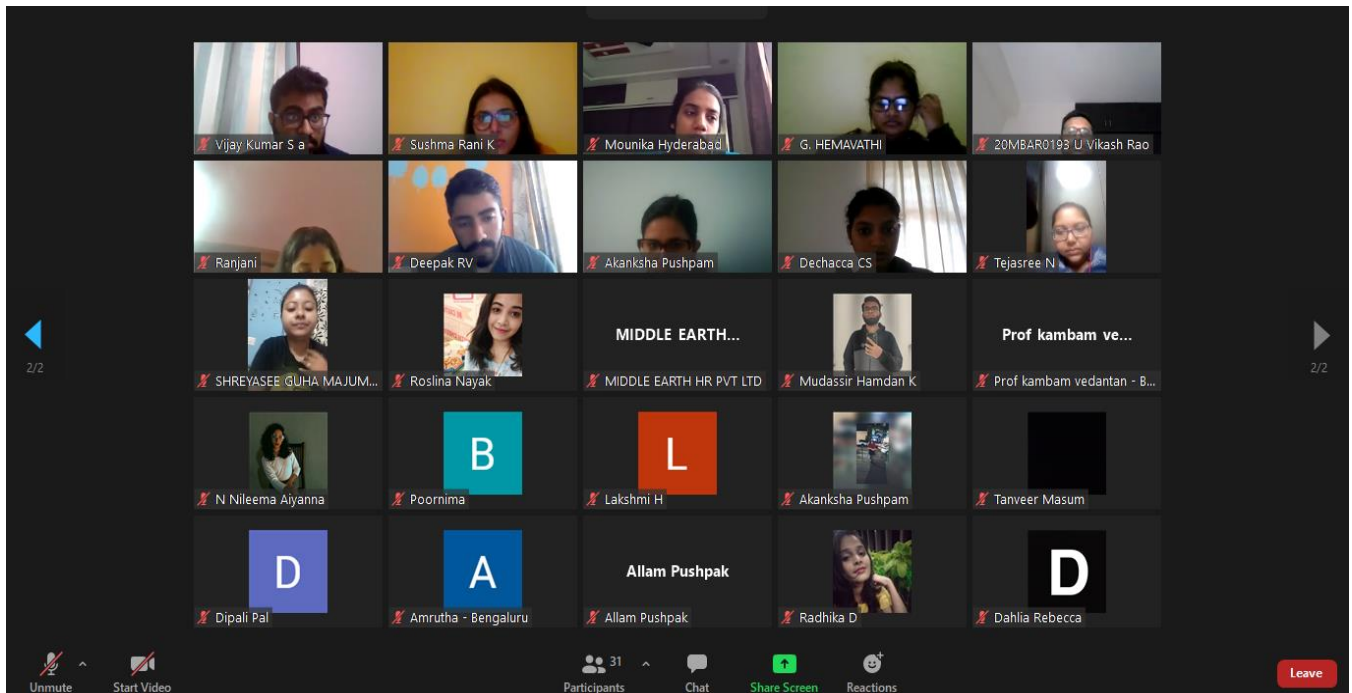 Vijay Kumar S a
Sushma Rani K
Mounika Hyderabad
G. HEMAVATHI
20MBAR0193 U Vikash Rao
Ranjani
Deepak RV
Akanksha Pushpam
Dechacca CS
Tejasree N
SHREYASEE GUHA MAJUM...
Roslina Nayak
MIDDLE EARTH...
MIDDLE EARTH HR PVT LTD
Mudassir Hamdan K
Prof kambam ve...
Prof kambam vedantan - B...
2/2
2/2
N Nileema Aiyanna
B
Poornima
L
Lakshmi H
Akanksha Pushpam
Tanveer Masum
D
Dipali Pal
A
Amrutha - Bengaluru
Allam Pushpak
Allam Pushpak
Radhika D
D
Dahlia Rebecca
Unmute
Start Video
31
Participants
Chat
Share Screen
Reactions
Leave